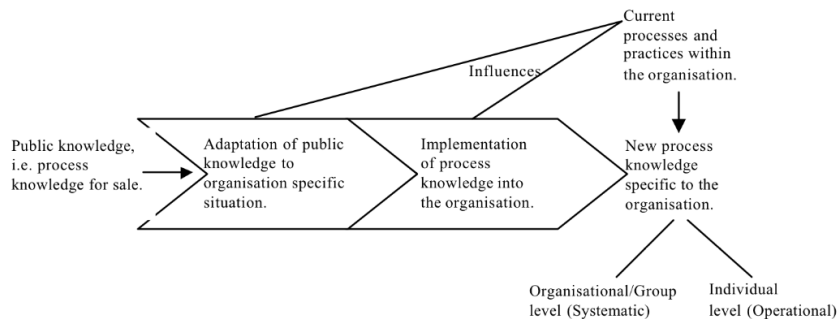 Current
processes and
practices within
the organisation.
Influences
Public knowledge,
i.e. process
knowledge for sale.
Adaptation of public
knowledge to
organisation specific
situation.
Implementation
of process
knowledge into
the organisation.
New process
knowledge
specific to the
organisation.
Organisational/Group
level (Systematic)
Individual
level (Operational)